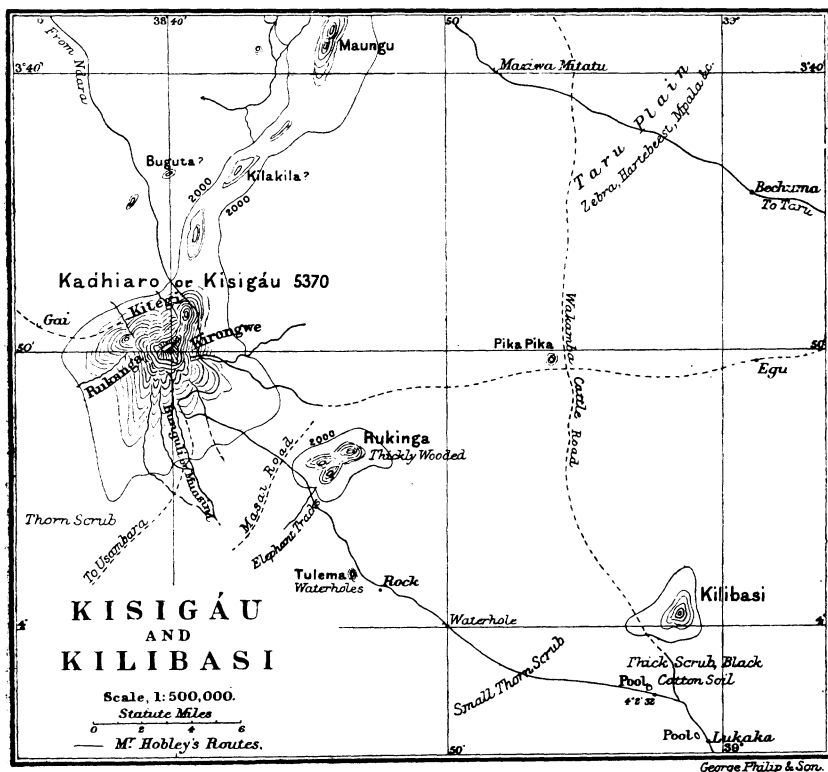 38° 40'
50'
33°
3°40'
3°40
From Ndara
Maungu
Maziwa Mitatu
Taru Plain
Zebra, Hartebeest, Mpala &c.
Buguta?
Kilakila?
2000
2000
Bechuma
To Taru
Kadhiaro or Kisigáu 5370
Kitegi
Gai
Kirongwe
Rukanga
50'
50'
Pika Pika
Wakamba Cattle Road
Egu
2000
Rukinga
Thickly Wooded
Masai Road
Elephant Tracks
Thorn Scrub
To Usambara
Tulema
Waterholes
Rock
Kilibasi
Waterhole
4°
4°
KISIGÁU
AND
KILIBASI
Small Thorn Scrub
Thick Scrub, Black
Cotton Soil
Pool
4° 2' 32
Scale, 1:500,000.
Statute Miles
0 2 4 6
Mr Hobley's Routes.
Pool
Lukaka
50'
39°
George Philip & Son.